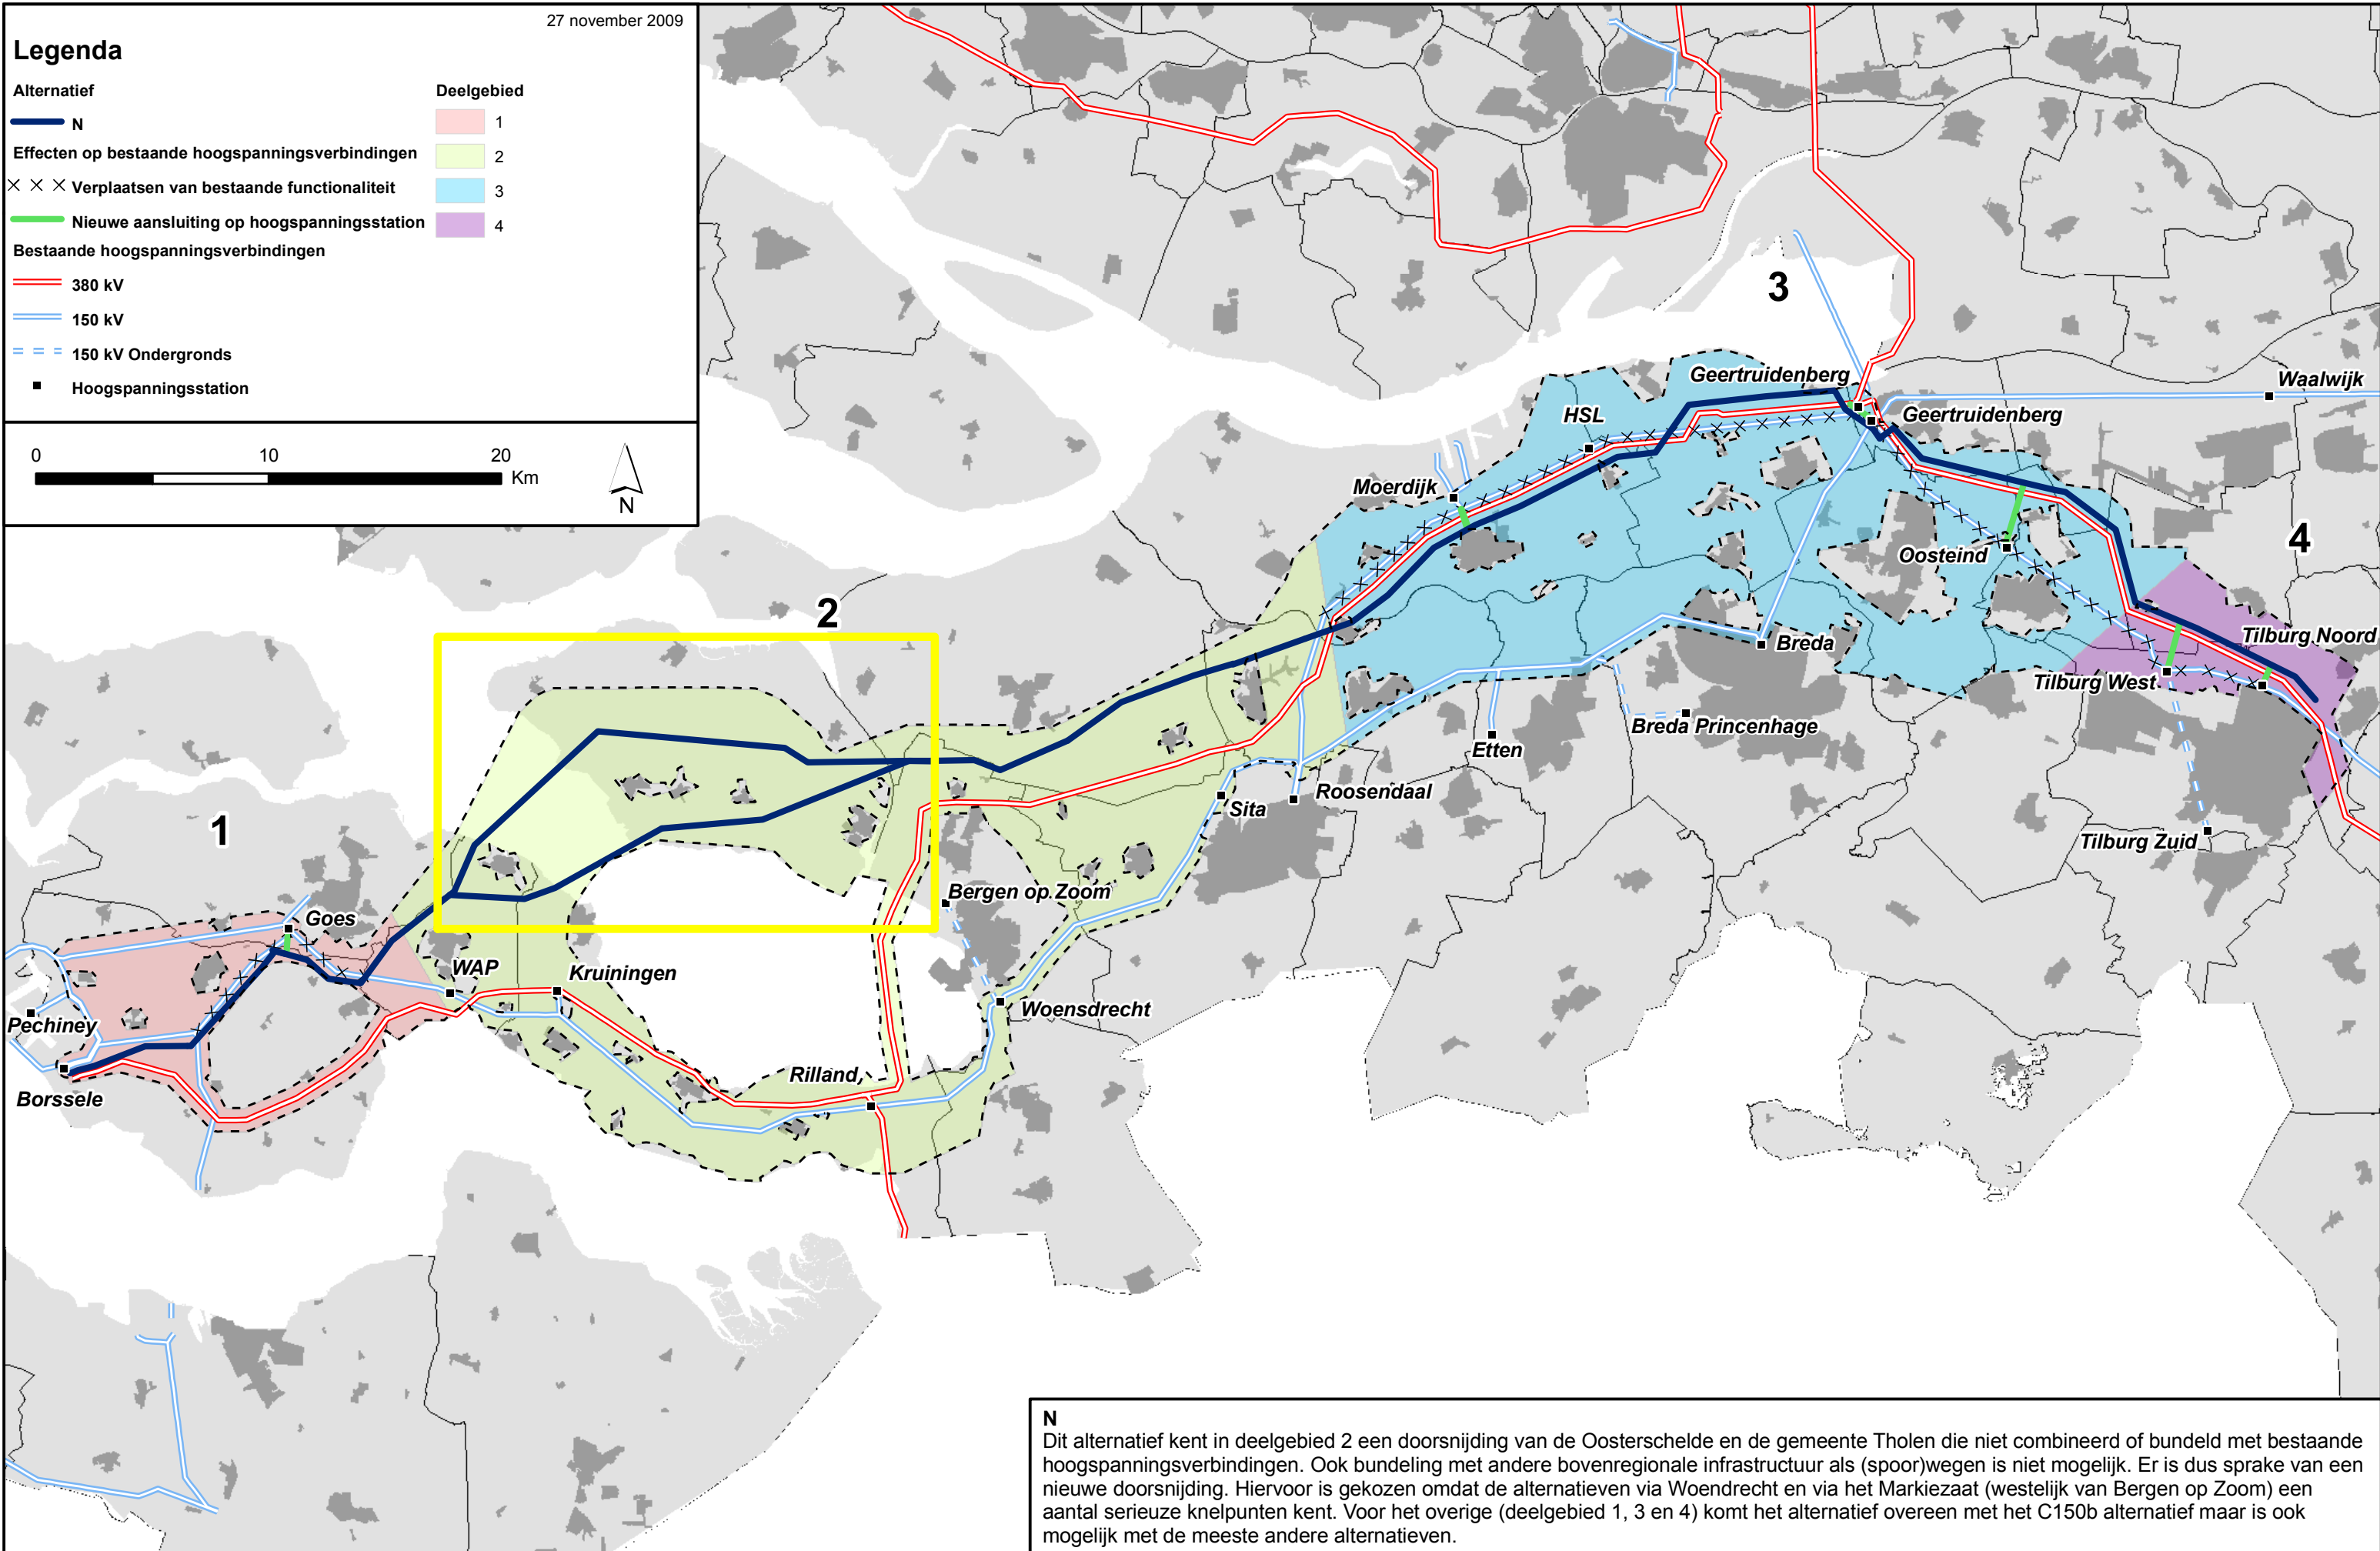 27 november 2009
Legenda
Alternatief
N
Effecten op bestaande hoogspanningsverbindingen
Verplaatsen van bestaande functionaliteit
Nieuwe aansluiting op hoogspanningsstation
Bestaande hoogspanningsverbindingen
380 kV
150 kV
150 kV Ondergronds
Hoogspanningsstation
Deelgebied
1
2
3
4
0 10 20
Km
N
3
Geertruidenberg
Waalwijk
HSL
Geertruidenberg
Moerdijk
4
Oosteind
2
Tilburg Noord
Breda
Tilburg West
Breda Princenhage
Etten
Roosendaal
Sita
1
Tilburg Zuid
Bergen op Zoom
Goes
WAP
Kruiningen
Woensdrecht
Pechiney
Rilland
Borssele
N
Dit alternatief kent in deelgebied 2 een doorsnijding van de Oosterschelde en de gemeente Tholen die niet combineerd of bundeld met bestaande
hoogspanningsverbindingen. Ook bundeling met andere bovenregionale infrastructuur als (spoor)wegen is niet mogelijk. Er is dus sprake van een
nieuwe doorsnijding. Hiervoor is gekozen omdat de alternatieven via Woendrecht en via het Markiezaat (westelijk van Bergen op Zoom) een
aantal serieuze knelpunten kent. Voor het overige (deelgebied 1, 3 en 4) komt het alternatief overeen met het C150b alternatief maar is ook
mogelijk met de meeste andere alternatieven.